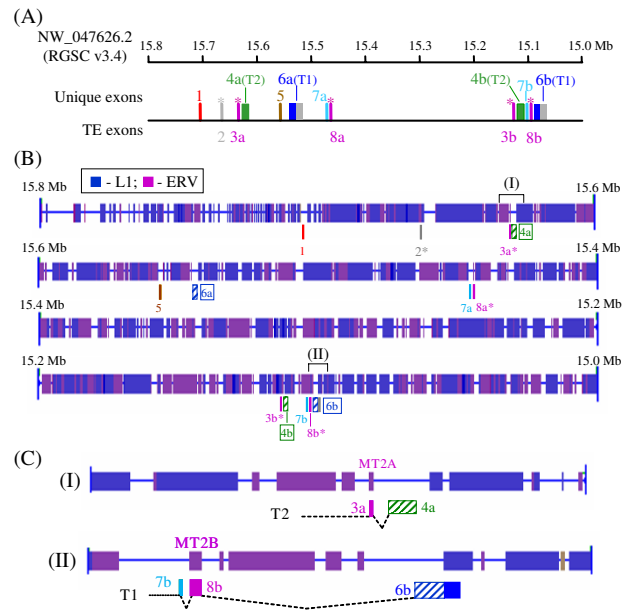 (A)
NW_047626.2
(RGSC v3.4)
15.8 15.7 15.6 15.5 15.4 15.3 15.2 15.1 15.0 Mb
4a(T2) 6a(T1) 4b(T2) 7b 6b(T1)
Unique exons * * 5 7a * * *
1
TE exons
2 3a 8a 3b 8b
(B)
- L1; - ERV
(I)
15.8 Mb 15.6 Mb
1 2* 3a* 4a
15.6 Mb 15.4 Mb
5 6a 7a 8a*
15.4 Mb 15.2 Mb
15.2 Mb (II) 15.0 Mb
3b* 7b 6b
4b 8b*
(C)
(I) MT2A
T2 3a 4a
(II) MT2B
7b 8b 6b
T1